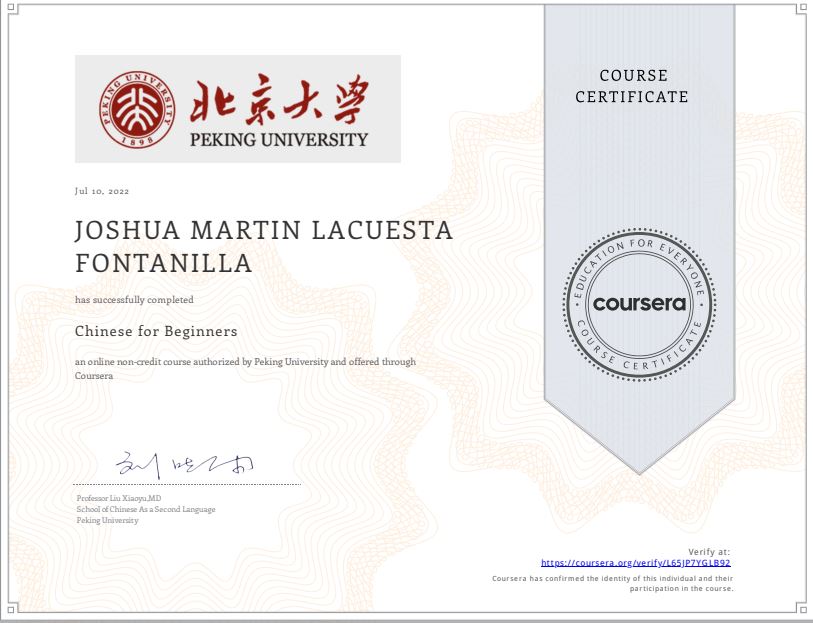 PEKING UNIVERSITY
1898
北京大学
PEKING UNIVERSITY
COURSE
CERTIFICATE
Jul 10, 2022
JOSHUA MARTIN LACUESTA
FONTANILLA
has successfully completed
Chinese for Beginners
an online non-credit course authorized by Peking University and offered through
Coursera
EDUCATION FOR EVERYONE
coursera
COURSE CERTIFICATE
刘晓雨
Professor Liu Xiaoyu,MD
School of Chinese As a Second Language
Peking University
Verify at:
https://coursera.org/verify/L65JP7YGLB92
Coursera has confirmed the identity of this individual and their
participation in the course.